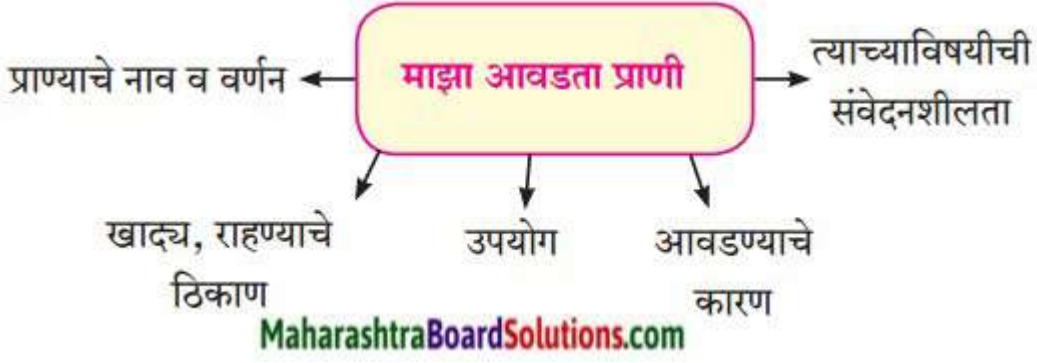 माझा आवडता प्राणी
प्राण्याचे नाव व वर्णन
त्याच्याविषयीची
संवेदनशीलता
खाद्य, राहण्याचे
ठिकाण
उपयोग
आवडण्याचे
कारण
MaharashtraBoardSolutions.com